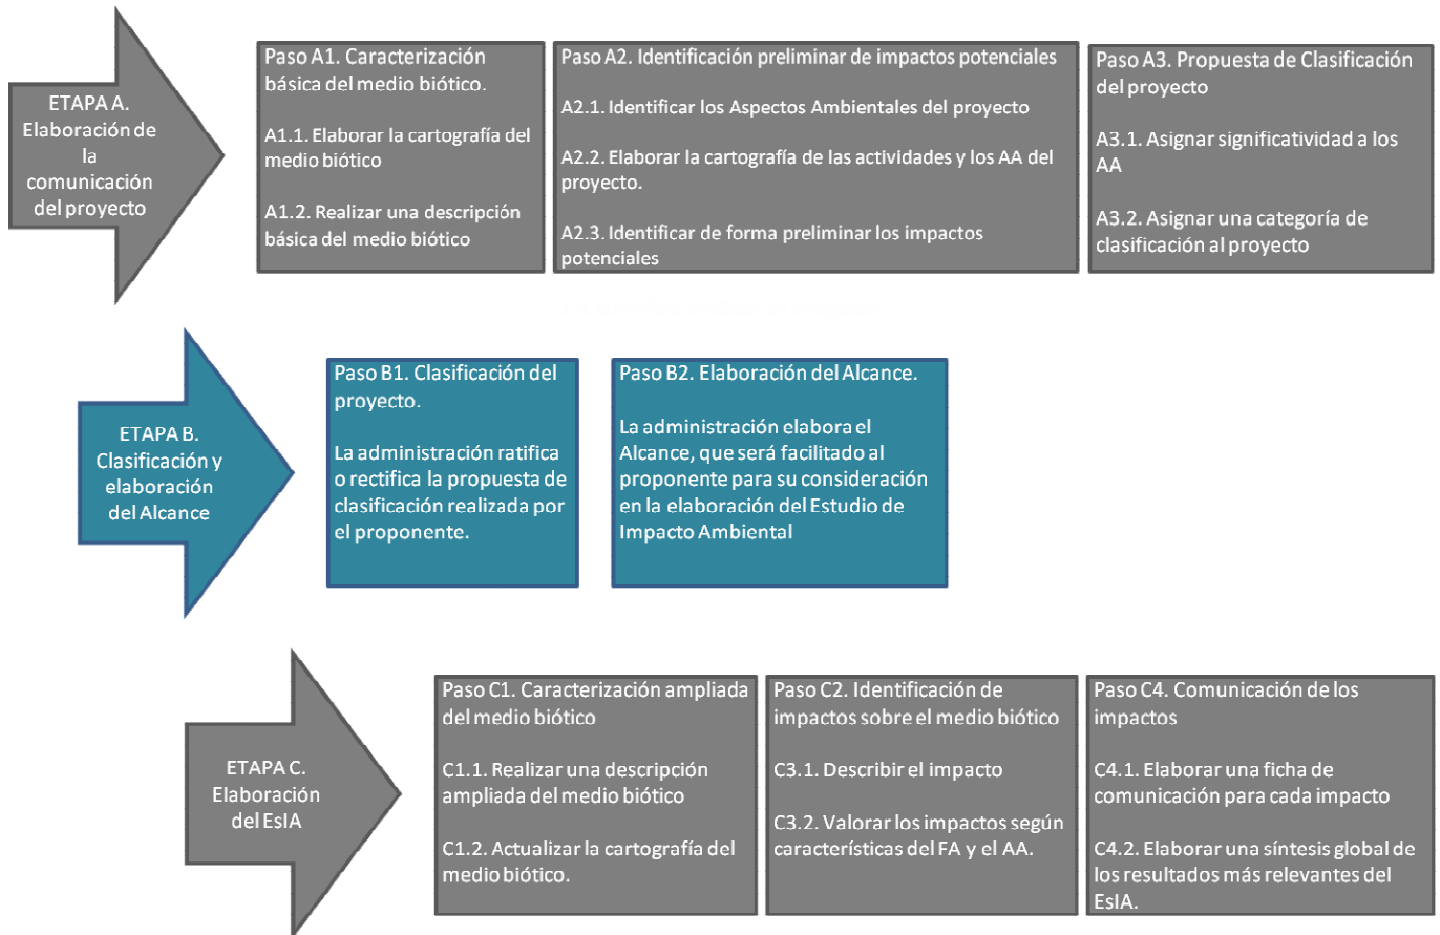 ETAPA A.
Elaboración de
la
comunicación
del proyecto
Paso A1. Caracterización
básica del medio biótico.
A1.1. Elaborar la cartografía del
medio biótico
A1.2. Realizar una descripción
básica del medio biótico
Paso A2. Identificación preliminar de impactos potenciales
A2.1. Identificar los Aspectos Ambientales del proyecto
A2.2. Elaborar la cartografía de las actividades y los AA del
proyecto.
A2.3. Identificar de forma preliminar los impactos
potenciales
Paso A3. Propuesta de Clasificación
del proyecto
A3.1. Asignar significatividad a los
AA
A3.2. Asignar una categoría de
clasificación al proyecto
ETAPA B.
Clasificación y
elaboración
del Alcance
Paso B1. Clasificación del
proyecto.
La administración ratifica
o rectifica la propuesta de
clasificación realizada por
el proponente.
Paso B2. Elaboración del Alcance.
La administración elabora el
Alcance, que será facilitado al
proponente para su consideración
en la elaboración del Estudio de
Impacto Ambiental
ETAPA C.
Elaboración
del EsIA
Paso C1. Caracterización ampliada
del medio biótico
C1.1. Realizar una descripción
ampliada del medio biótico
C1.2. Actualizar la cartografía del
medio biótico.
Paso C2. Identificación de
impactos sobre el medio biótico
C3.1. Describir el impacto
C3.2. Valorar los impactos según
características del FA y el AA.
Paso C4. Comunicación de los
impactos
C4.1. Elaborar una ficha de
comunicación para cada impacto
C4.2. Elaborar una síntesis global de
los resultados más relevantes del
EsIA.